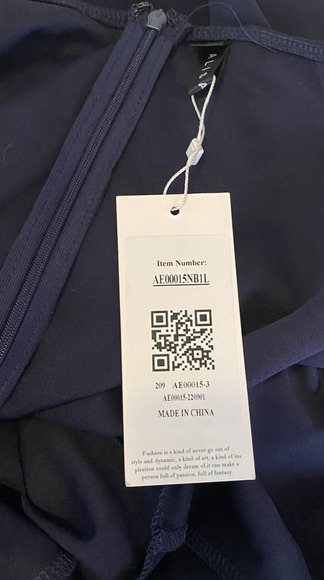 Item Number:
AE00015NB1L
209 AE00015-3
AE00015-220901
MADE IN CHINA
Fashion is a kind of never go out of
style and dynamic, a kind of art, a kind of ins
piration could only dream of,it can make a
person full of passion, full of fantasy.